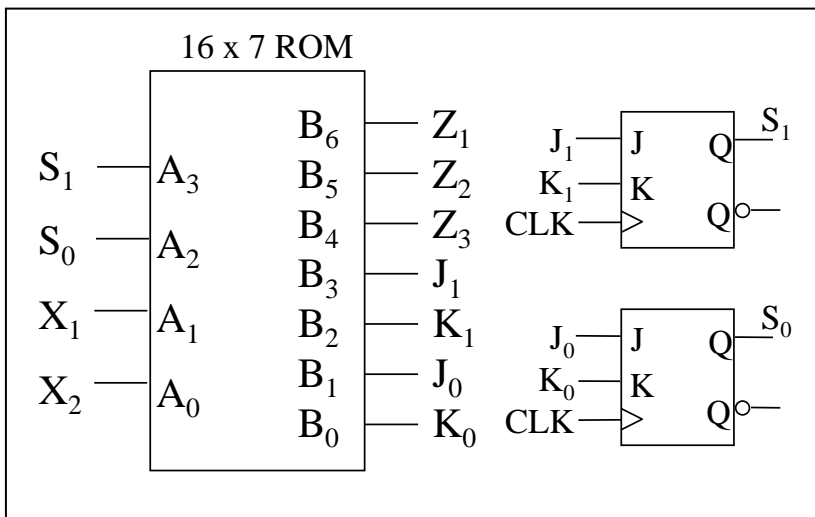 16 x 7 ROM
S₁ A₃
S₀ A₂
X₁ A₁
X₂ A₀
B₆ Z₁
B₅ Z₂
B₄ Z₃
B₃ J₁
B₂ K₁
B₁ J₀
B₀ K₀
J₁ J Q S₁
K₁ K
CLK Q
J₀ J Q S₀
K₀ K
CLK Q